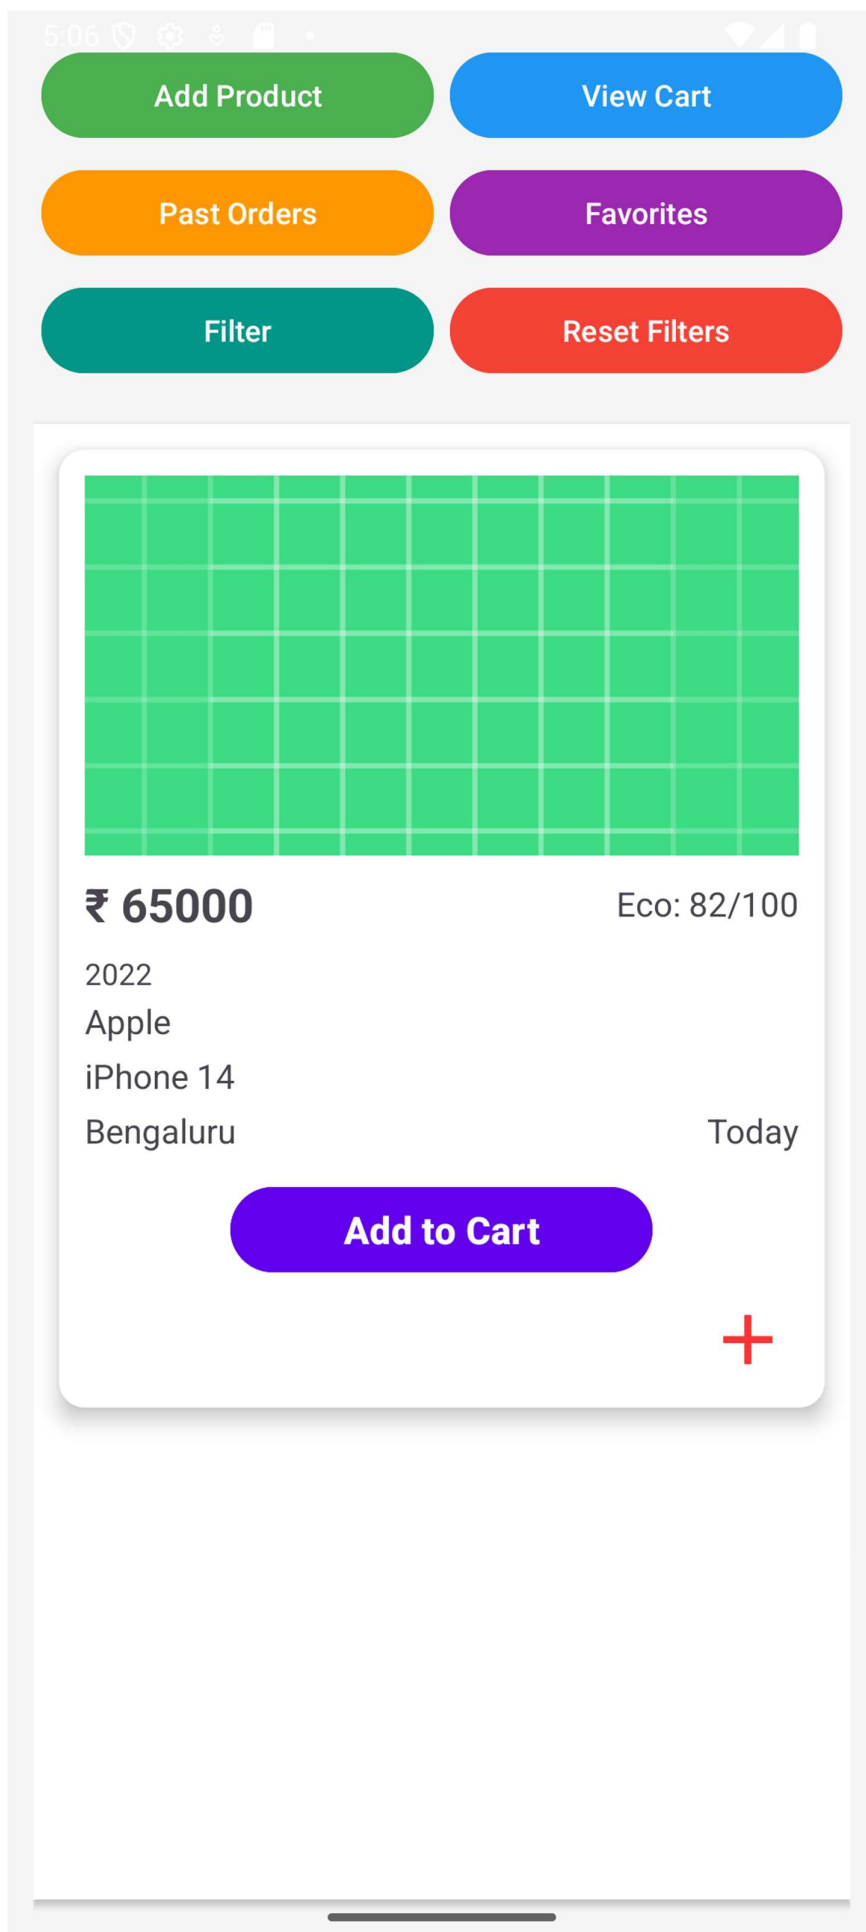 5:06
Add Product View Cart
Past Orders Favorites
Filter Reset Filters
₹ 65000 Eco: 82/100
2022
Apple
iPhone 14
Bengaluru Today
Add to Cart